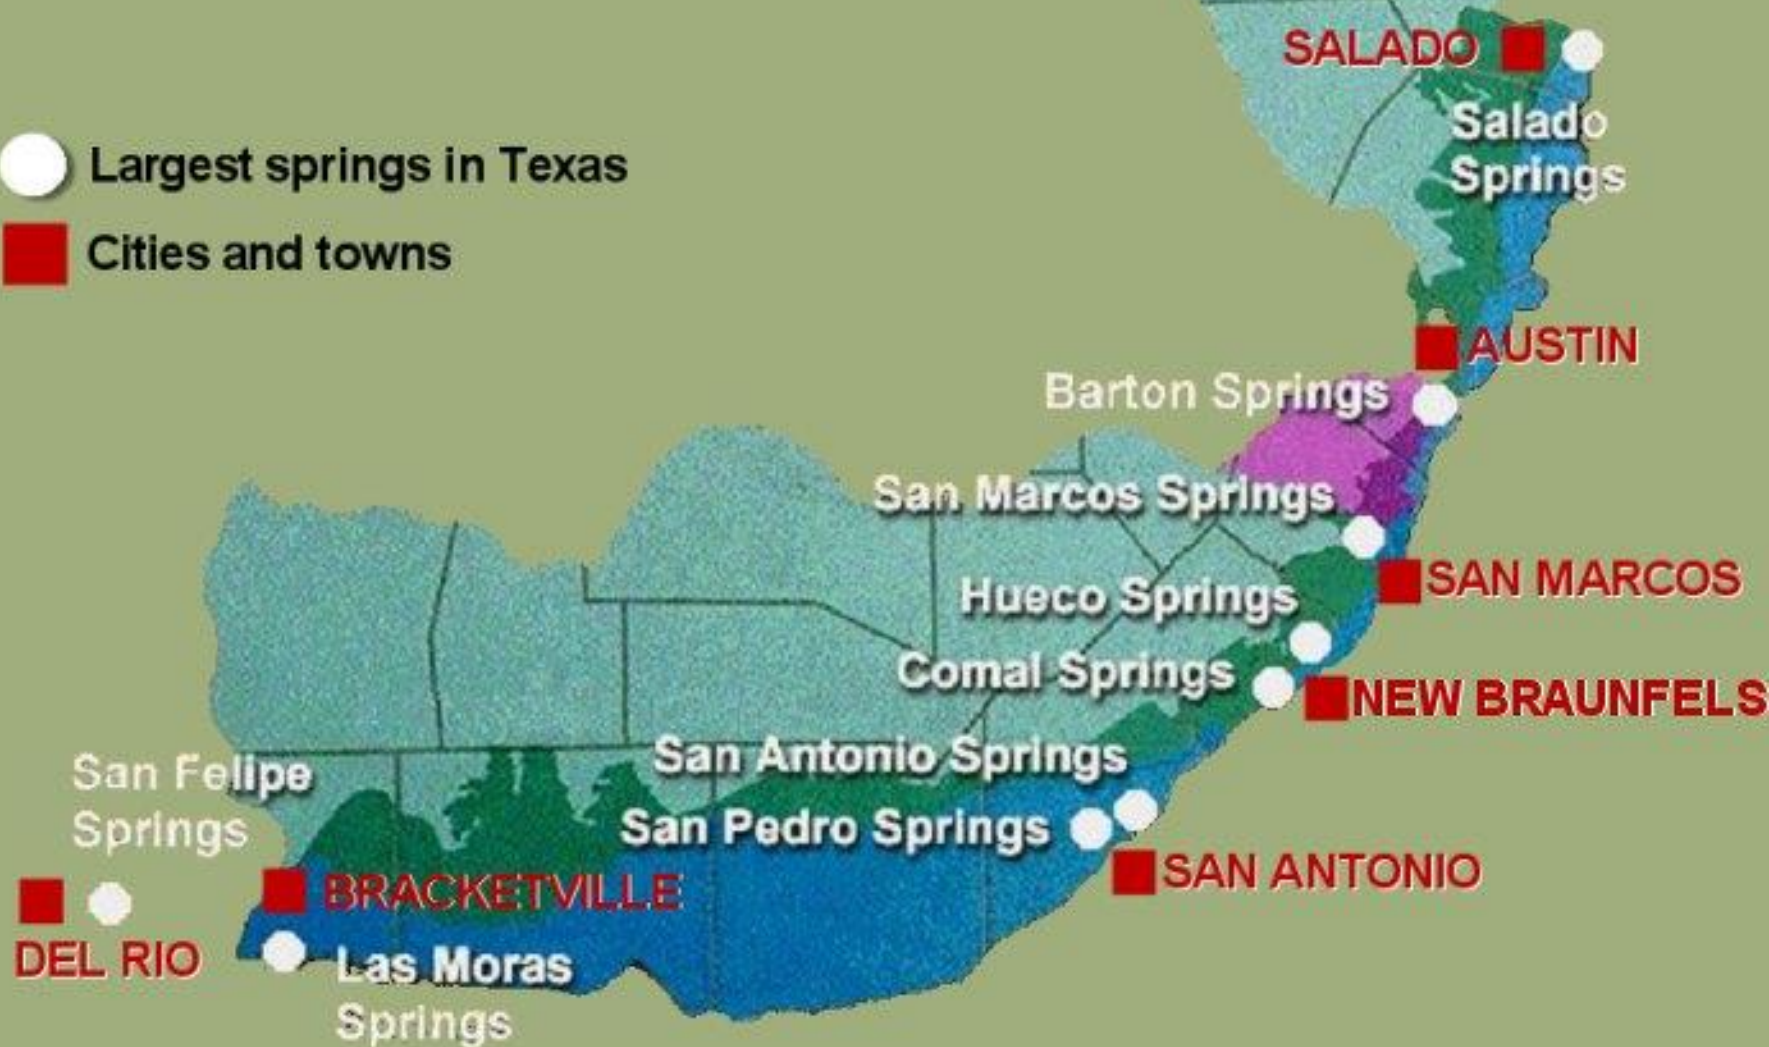 SALADO
Salado
Springs
Largest springs in Texas
Cities and towns
AUSTIN
Barton Springs
San Marcos Springs
SAN MARCOS
Hueco Springs
Comal Springs
NEW BRAUNFELS
San Antonio Springs
San Felipe
Springs
San Pedro Springs
SAN ANTONIO
BRACKETVILLE
DEL RIO
Las Moras
Springs